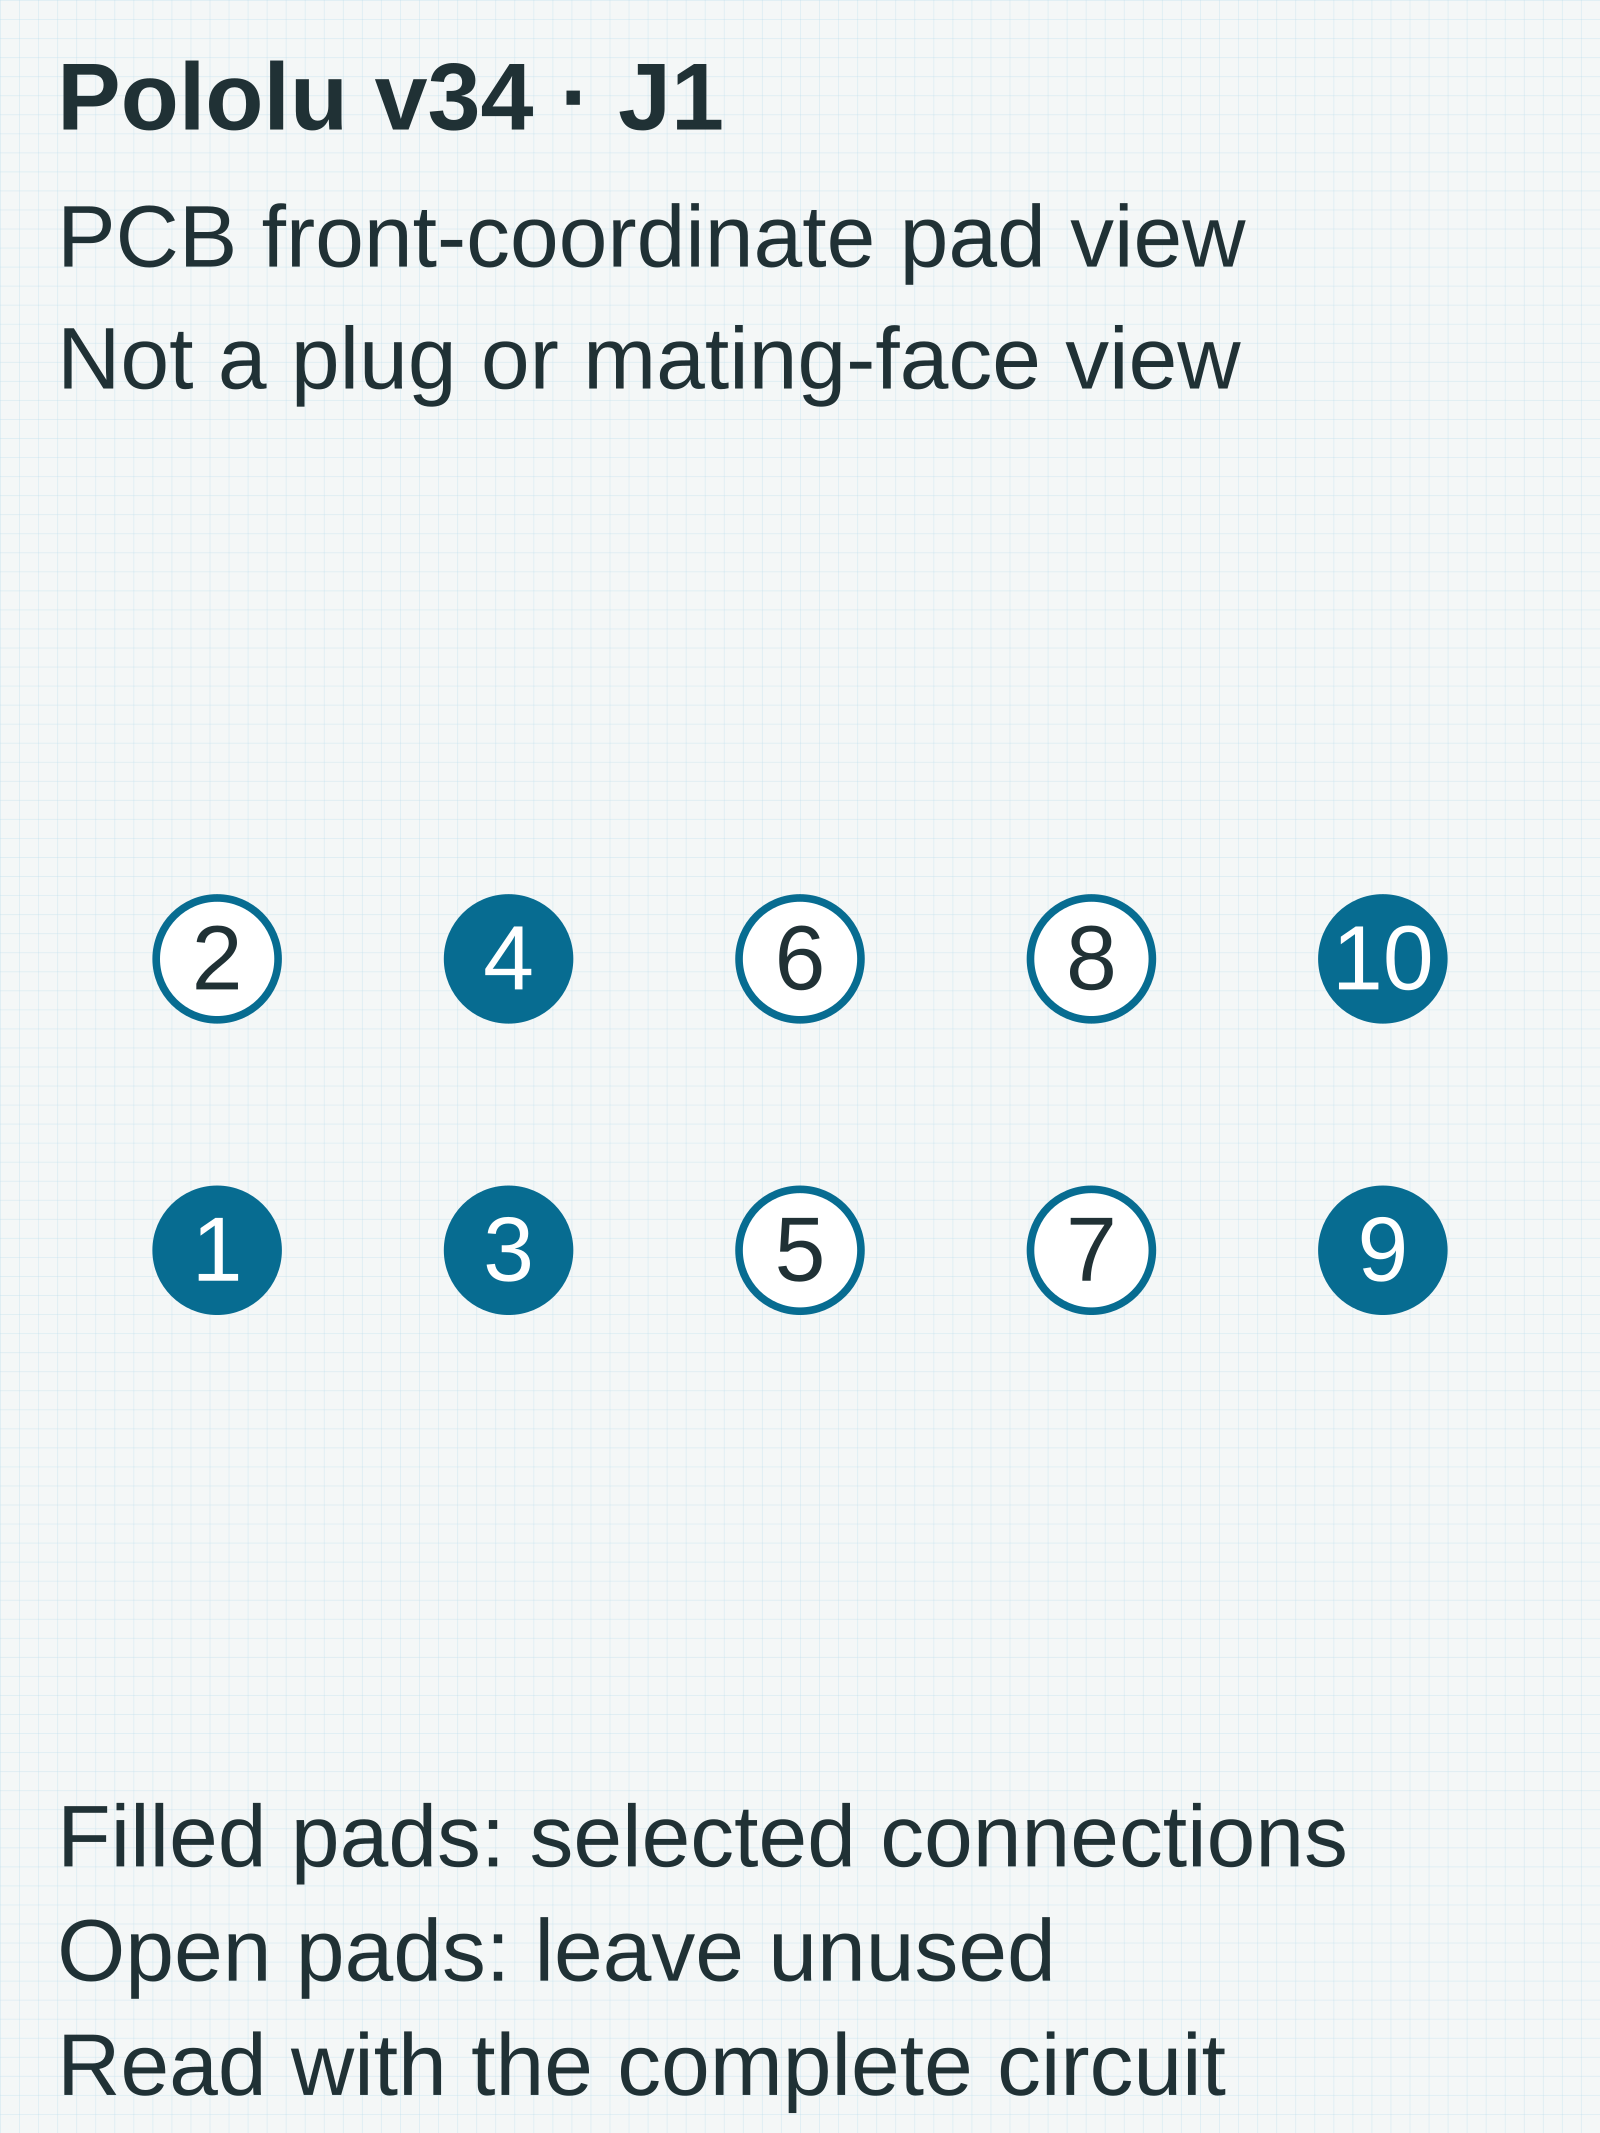 Pololu v34 · J1
PCB front-coordinate pad view
Not a plug or mating-face view
2 4 6 8 10
1 3 5 7 9
Filled pads: selected connections
Open pads: leave unused
Read with the complete circuit